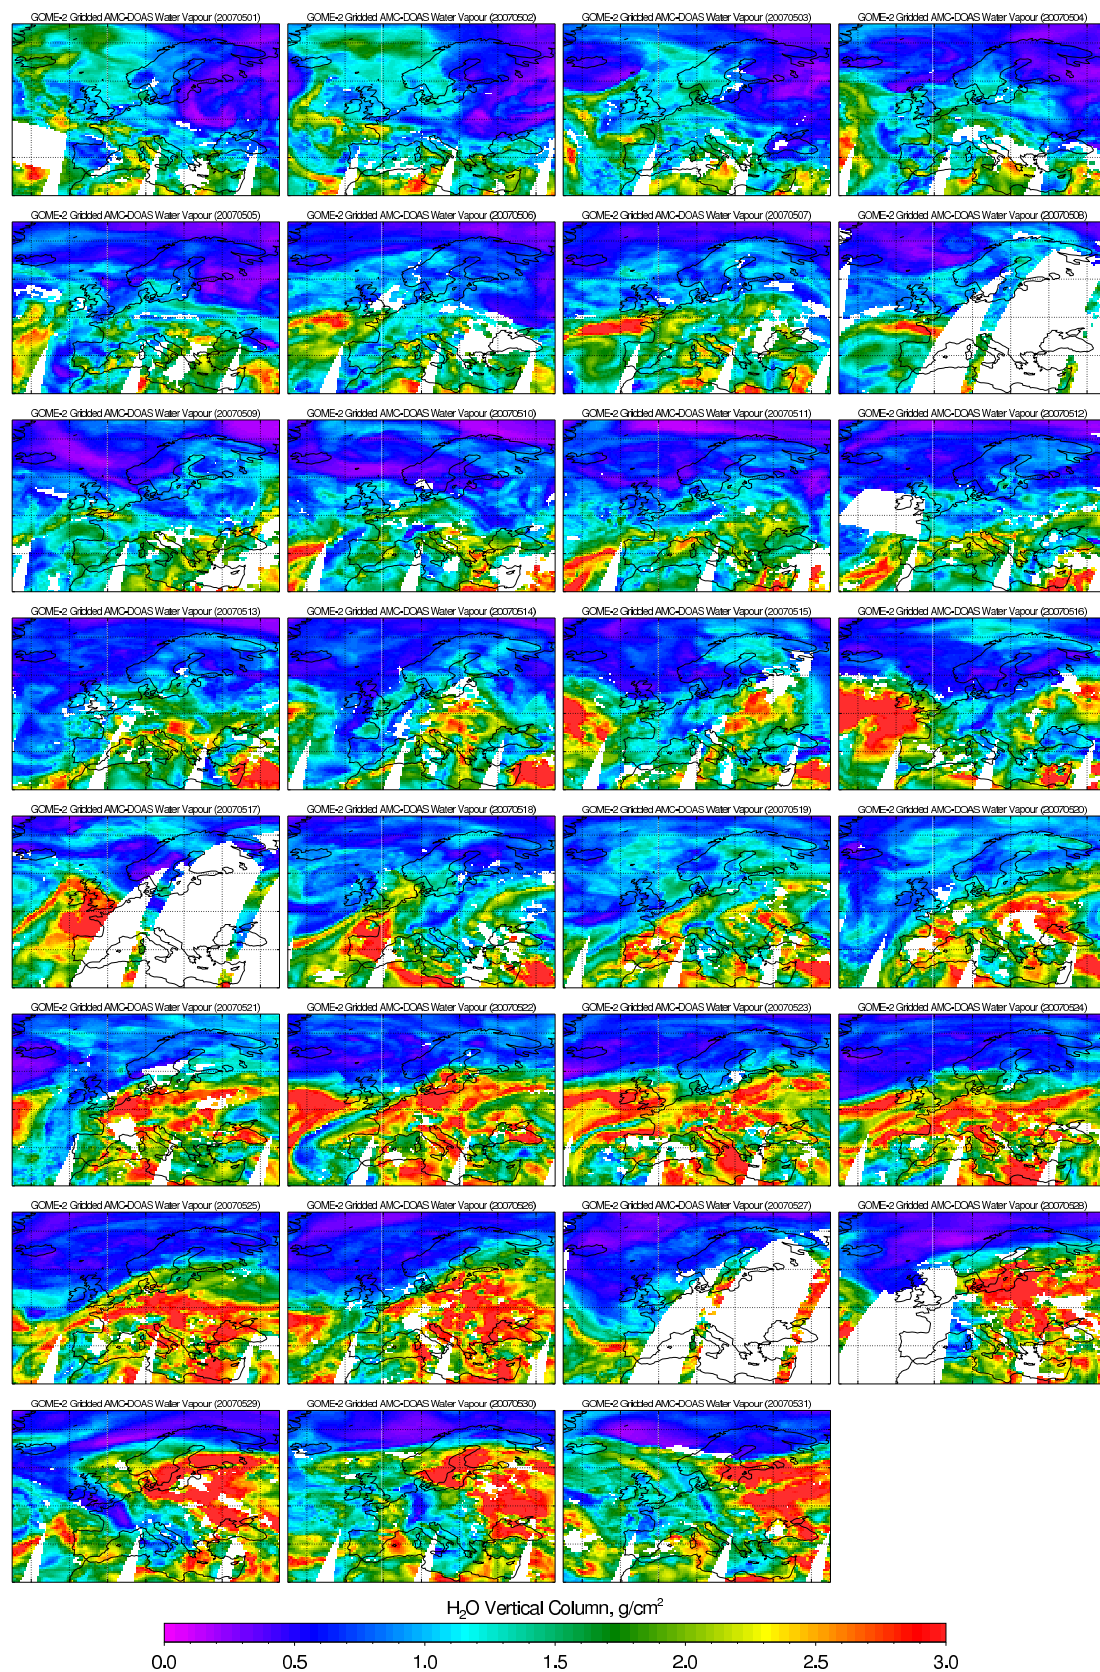 GOME-2 Gridded AMC-DOAS Water Vapour (20070501)
GOME-2 Gridded AMC-DOAS Water Vapour (20070502)
GOME-2 Gridded AMC-DOAS Water Vapour (20070503)
GOME-2 Gridded AMC-DOAS Water Vapour (20070504)
GOME-2 Gridded AMC-DOAS Water Vapour (20070505)
GOME-2 Gridded AMC-DOAS Water Vapour (20070506)
GOME-2 Gridded AMC-DOAS Water Vapour (20070507)
GOME-2 Gridded AMC-DOAS Water Vapour (20070508)
GOME-2 Gridded AMC-DOAS Water Vapour (20070509)
GOME-2 Gridded AMC-DOAS Water Vapour (20070510)
GOME-2 Gridded AMC-DOAS Water Vapour (20070511)
GOME-2 Gridded AMC-DOAS Water Vapour (20070512)
GOME-2 Gridded AMC-DOAS Water Vapour (20070513)
GOME-2 Gridded AMC-DOAS Water Vapour (20070514)
GOME-2 Gridded AMC-DOAS Water Vapour (20070515)
GOME-2 Gridded AMC-DOAS Water Vapour (20070516)
GOME-2 Gridded AMC-DOAS Water Vapour (20070517)
GOME-2 Gridded AMC-DOAS Water Vapour (20070518)
GOME-2 Gridded AMC-DOAS Water Vapour (20070519)
GOME-2 Gridded AMC-DOAS Water Vapour (20070520)
GOME-2 Gridded AMC-DOAS Water Vapour (20070521)
GOME-2 Gridded AMC-DOAS Water Vapour (20070522)
GOME-2 Gridded AMC-DOAS Water Vapour (20070523)
GOME-2 Gridded AMC-DOAS Water Vapour (20070524)
GOME-2 Gridded AMC-DOAS Water Vapour (20070525)
GOME-2 Gridded AMC-DOAS Water Vapour (20070526)
GOME-2 Gridded AMC-DOAS Water Vapour (20070527)
GOME-2 Gridded AMC-DOAS Water Vapour (20070528)
GOME-2 Gridded AMC-DOAS Water Vapour (20070529)
GOME-2 Gridded AMC-DOAS Water Vapour (20070530)
GOME-2 Gridded AMC-DOAS Water Vapour (20070531)
H₂O Vertical Column, g/cm²
0.0 0.5 1.0 1.5 2.0 2.5 3.0